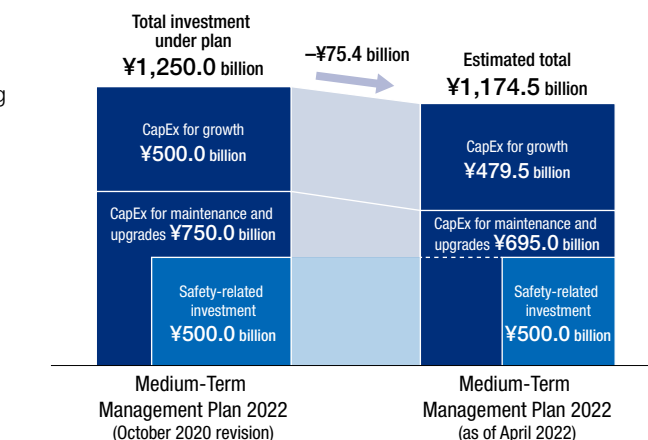 Total investment
under plan
¥1,250.0 billion
–¥75.4 billion
Estimated total
¥1,174.5 billion
g
CapEx for growth
¥500.0 billion
CapEx for growth
¥479.5 billion
CapEx for maintenance and
upgrades ¥750.0 billion
CapEx for maintenance and
upgrades ¥695.0 billion
Safety-related
investment
¥500.0 billion
Safety-related
investment
¥500.0 billion
Medium-Term
Management Plan 2022
(October 2020 revision)
Medium-Term
Management Plan 2022
(as of April 2022)